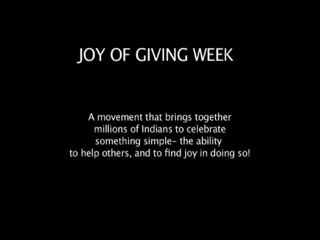 JOY OF GIVING WEEK
A movement that brings together
millions of Indians to celebrate
something simple- the ability
to help others, and to find joy in doing so!